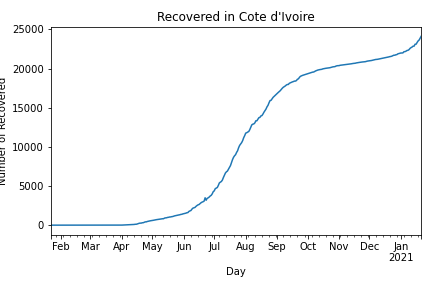 Recovered in Cote d'Ivoire
Number of Recovered
25000
20000
15000
10000
5000
0
Feb Mar Apr May Jun Jul Aug Sep Oct Nov Dec Jan
2021
Day